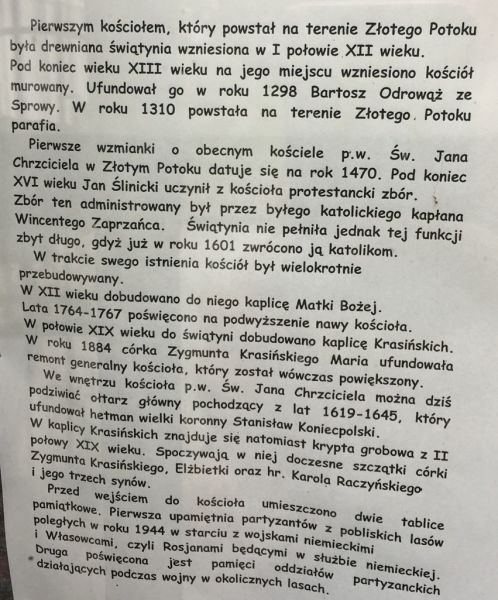 Pierwszym kościołem, który powstał na terenie Złotego Potoku
była drewniana świątynia wzniesiona w I połowie XII wieku.
Pod koniec wieku XIII wieku na jego miejscu wzniesiono kościół
murowany. Ufundował go w roku 1298 Bartosz Odrowąż ze
Sprowy. W roku 1310 powstała na terenie Złotego Potoku
parafia.
Pierwsze wzmianki o obecnym kościele p.w. Św. Jana
Chrzciciela w Złotym Potoku datuje się na rok 1470. Pod koniec
XVI wieku Jan Ślinicki uczynił z kościoła protestancki zbór.
Zbór ten administrowany był przez byłego katolickiego kapłana
Wincentego Zaprzańca. Świątynia nie pełniła jednak tej funkcji
zbyt długo, gdyż już w roku 1601 zwrócono ją katolikom.
W trakcie swego istnienia kościół był wielokrotnie
przebudowywany.
W XII wieku dobudowano do niego kaplicę Matki Bożej.
Lata 1764-1767 poświęcono na podwyższenie nawy kościoła.
W połowie XIX wieku do świątyni dobudowano kaplicę Krasińskich.
W roku 1884 córka Zygmunta Krasińskiego Maria ufundowała
remont generalny kościoła, który został wówczas powiększony.
We wnętrzu kościoła p.w. Św. Jana Chrzciciela można dziś
podziwiać ołtarz główny pochodzący z lat 1619-1645, który
ufundował hetman wielki koronny Stanisław Koniecpolski.
W kaplicy Krasińskich znajduje się natomiast krypta grobowa z II
połowy XIX wieku. Spoczywają w niej doczesne szczątki córki
Zygmunta Krasińskiego, Elżbietki oraz hr. Karola Raczyńskiego
i jego trzech synów.
Przed wejściem do kościoła umieszczono dwie tablice
pamiątkowe. Pierwsza upamiętnia partyzantów z pobliskich lasów
poległych w roku 1944 w starciu z wojskami niemieckimi
i Własowcami, czyli Rosjanami będącymi w służbie niemieckiej.
Druga poświęcona jest pamięci oddziałów partyzanckich
działających podczas wojny w okolicznych lasach.